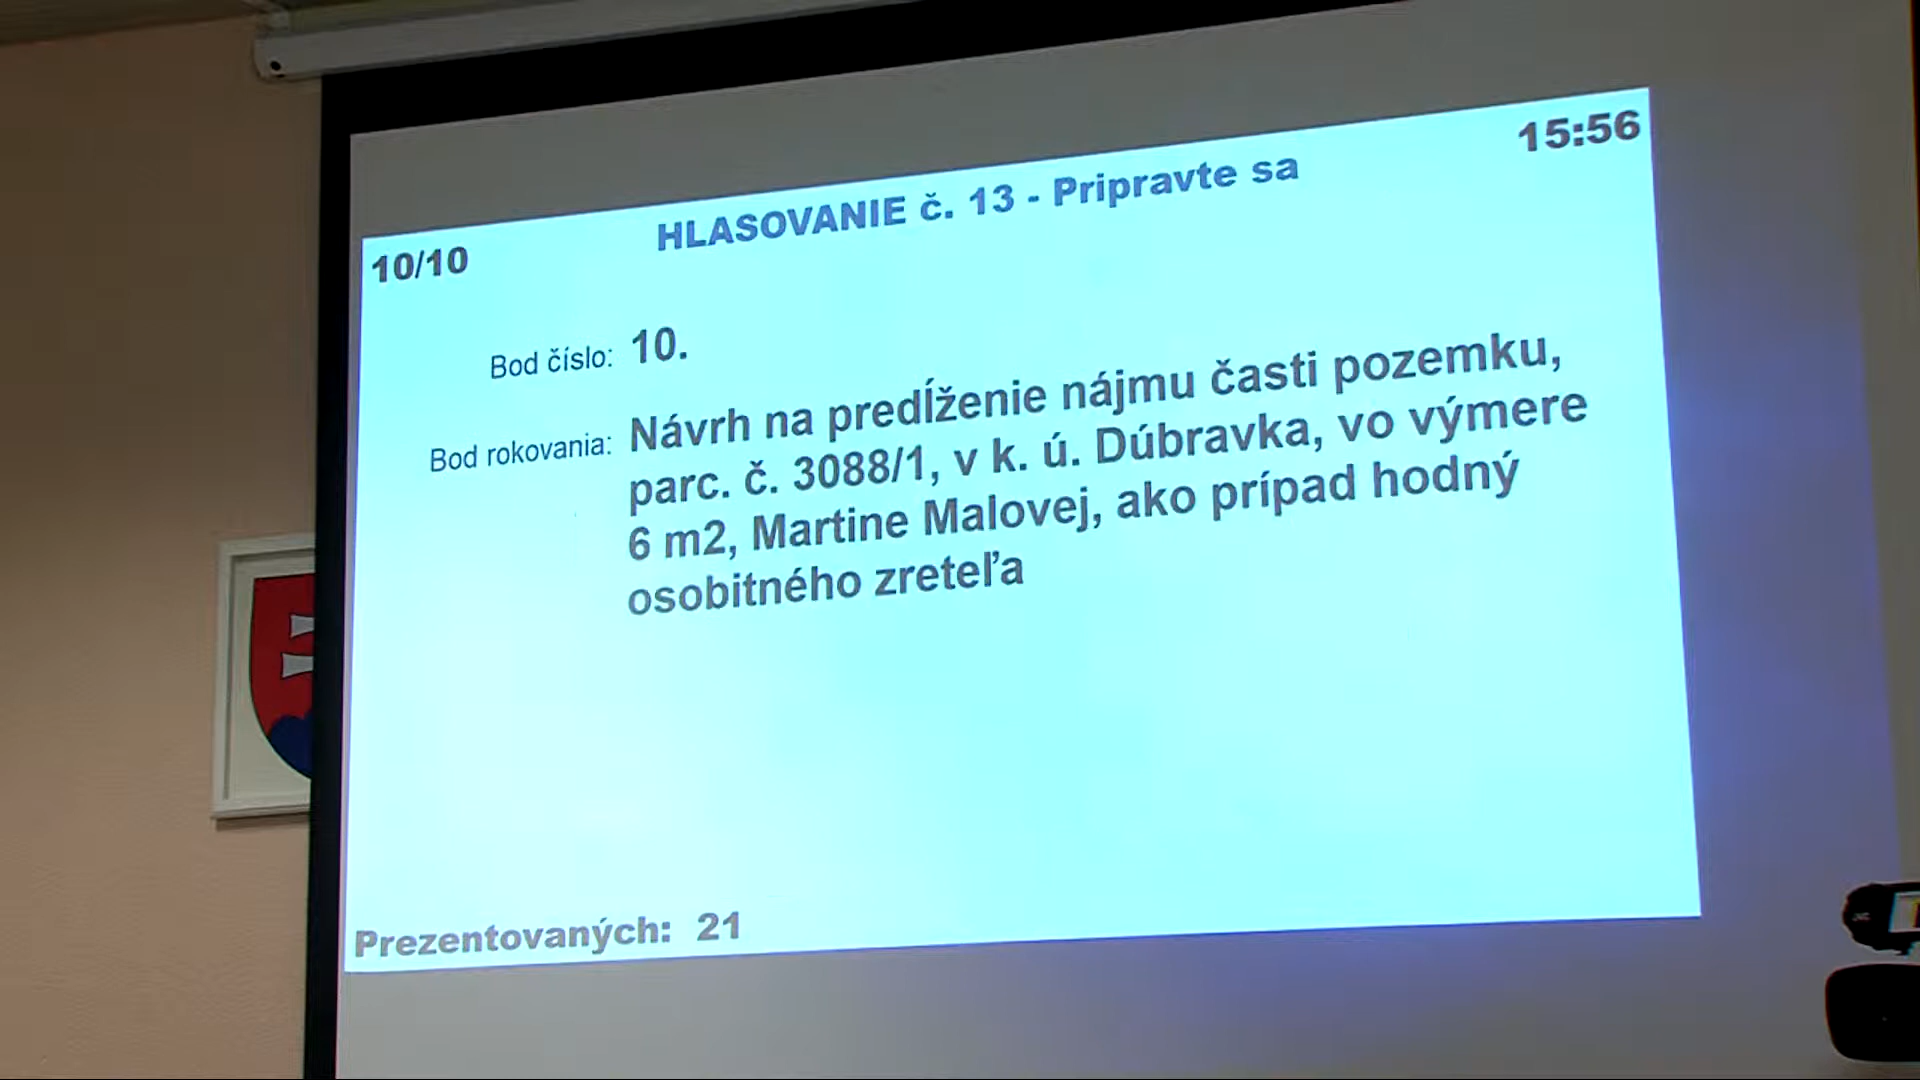 15:56
HLASOVANIE č. 13 - Pripravte sa
10/10
Bod číslo: 10.
Bod rokovania: Návrh na predĺženie nájmu časti pozemku,
parc. č. 3088/1, v k. ú. Dúbravka, vo výmere
6 m2, Martine Malovej, ako prípad hodný
osobitného zreteľa
Prezentovaných: 21